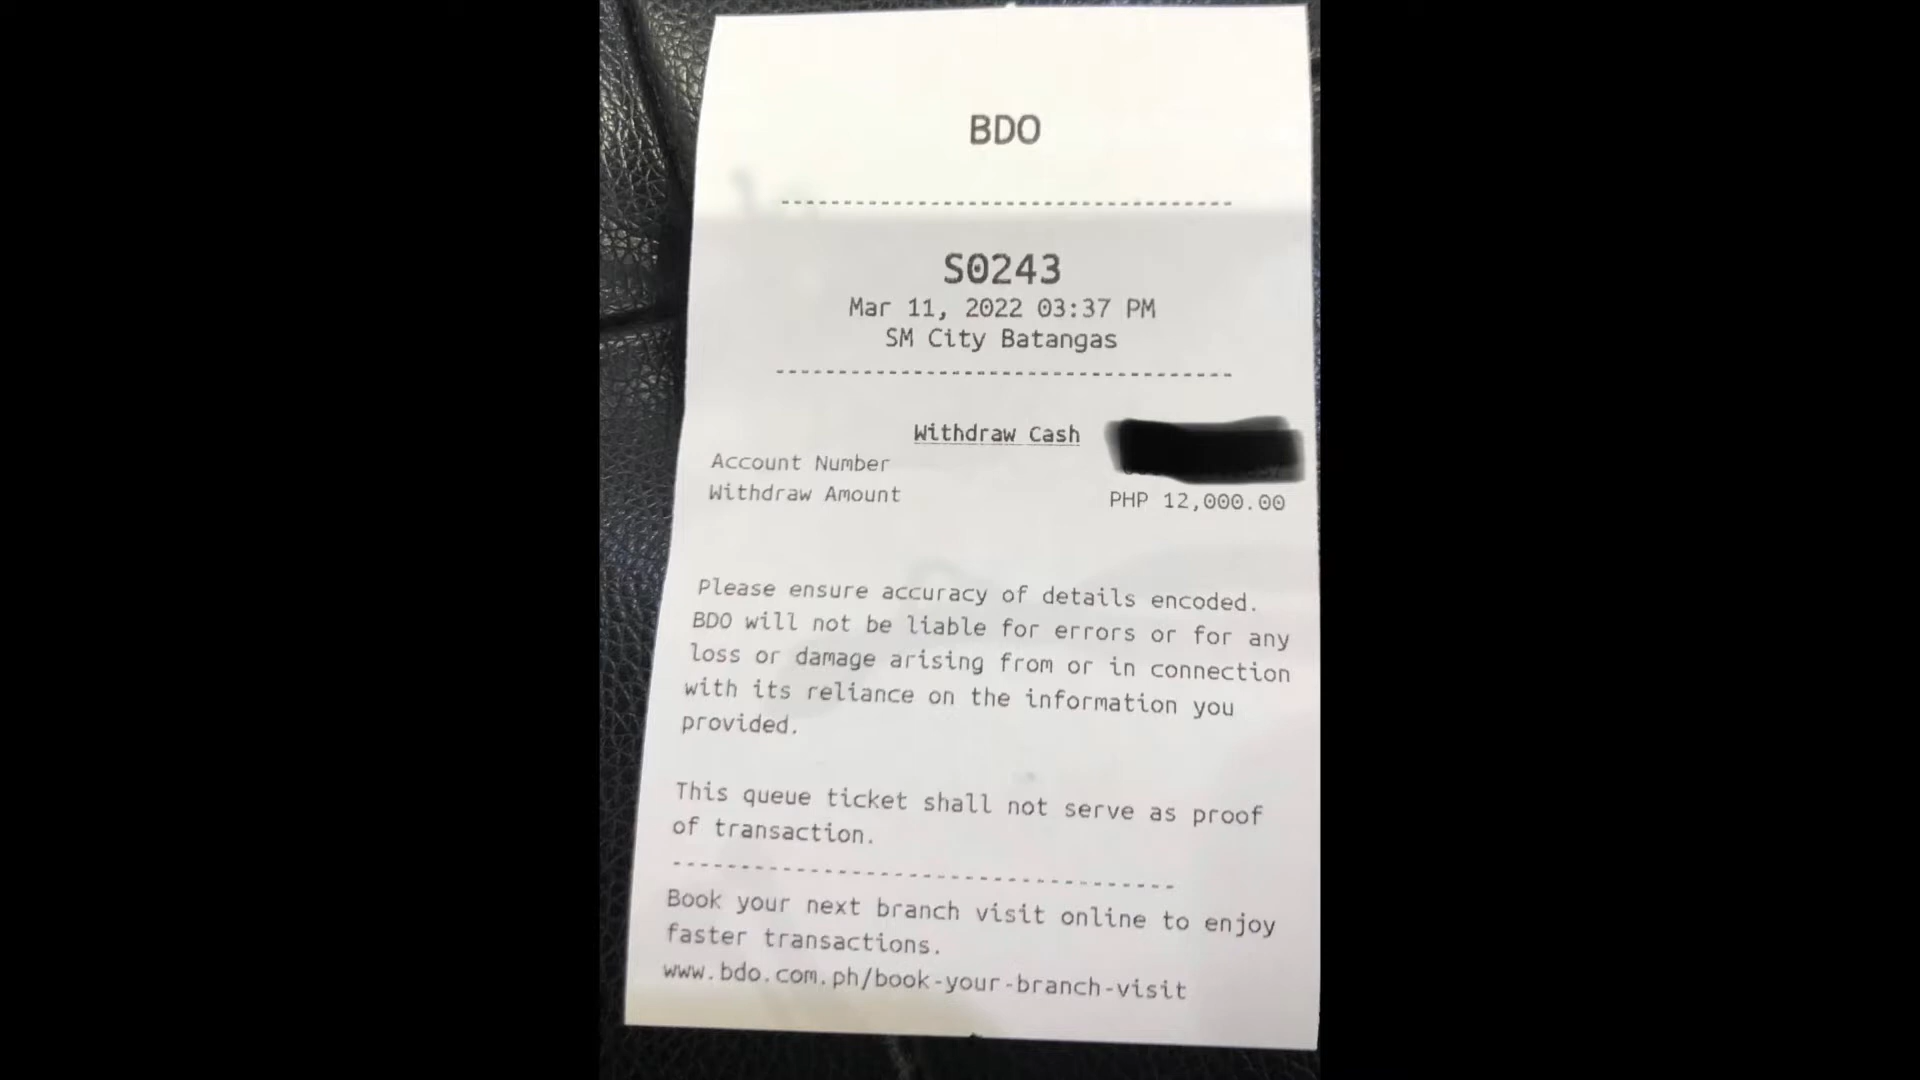 BDO
S0243
Mar 11, 2022 03:37 PM
SM City Batangas
Withdraw Cash
Account Number
Withdraw Amount PHP 12,000.00
Please ensure accuracy of details encoded.
BDO will not be liable for errors or for any
loss or damage arising from or in connection
with its reliance on the information you
provided.
This queue ticket shall not serve as proof
of transaction.
Book your next branch visit online to enjoy
faster transactions.
www.bdo.com.ph/book-your-branch-visit